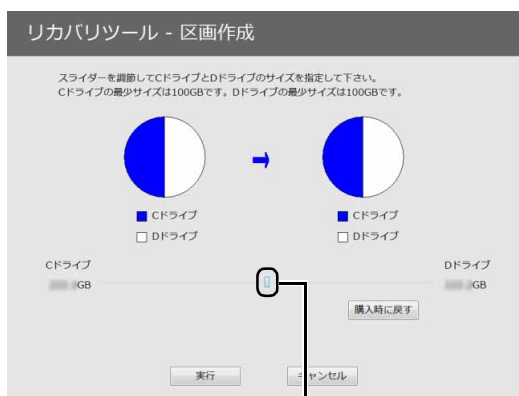 リカバリツール - 区画作成
スライダーを調節してCドライブとDドライブのサイズを指定して下さい。
Cドライブの最少サイズは100GBです。Dドライブの最少サイズは100GBです。
Cドライブ
Dドライブ
Cドライブ
Dドライブ
Cドライブ
GB
Dドライブ
GB
購入時に戻す
実行
キャンセル